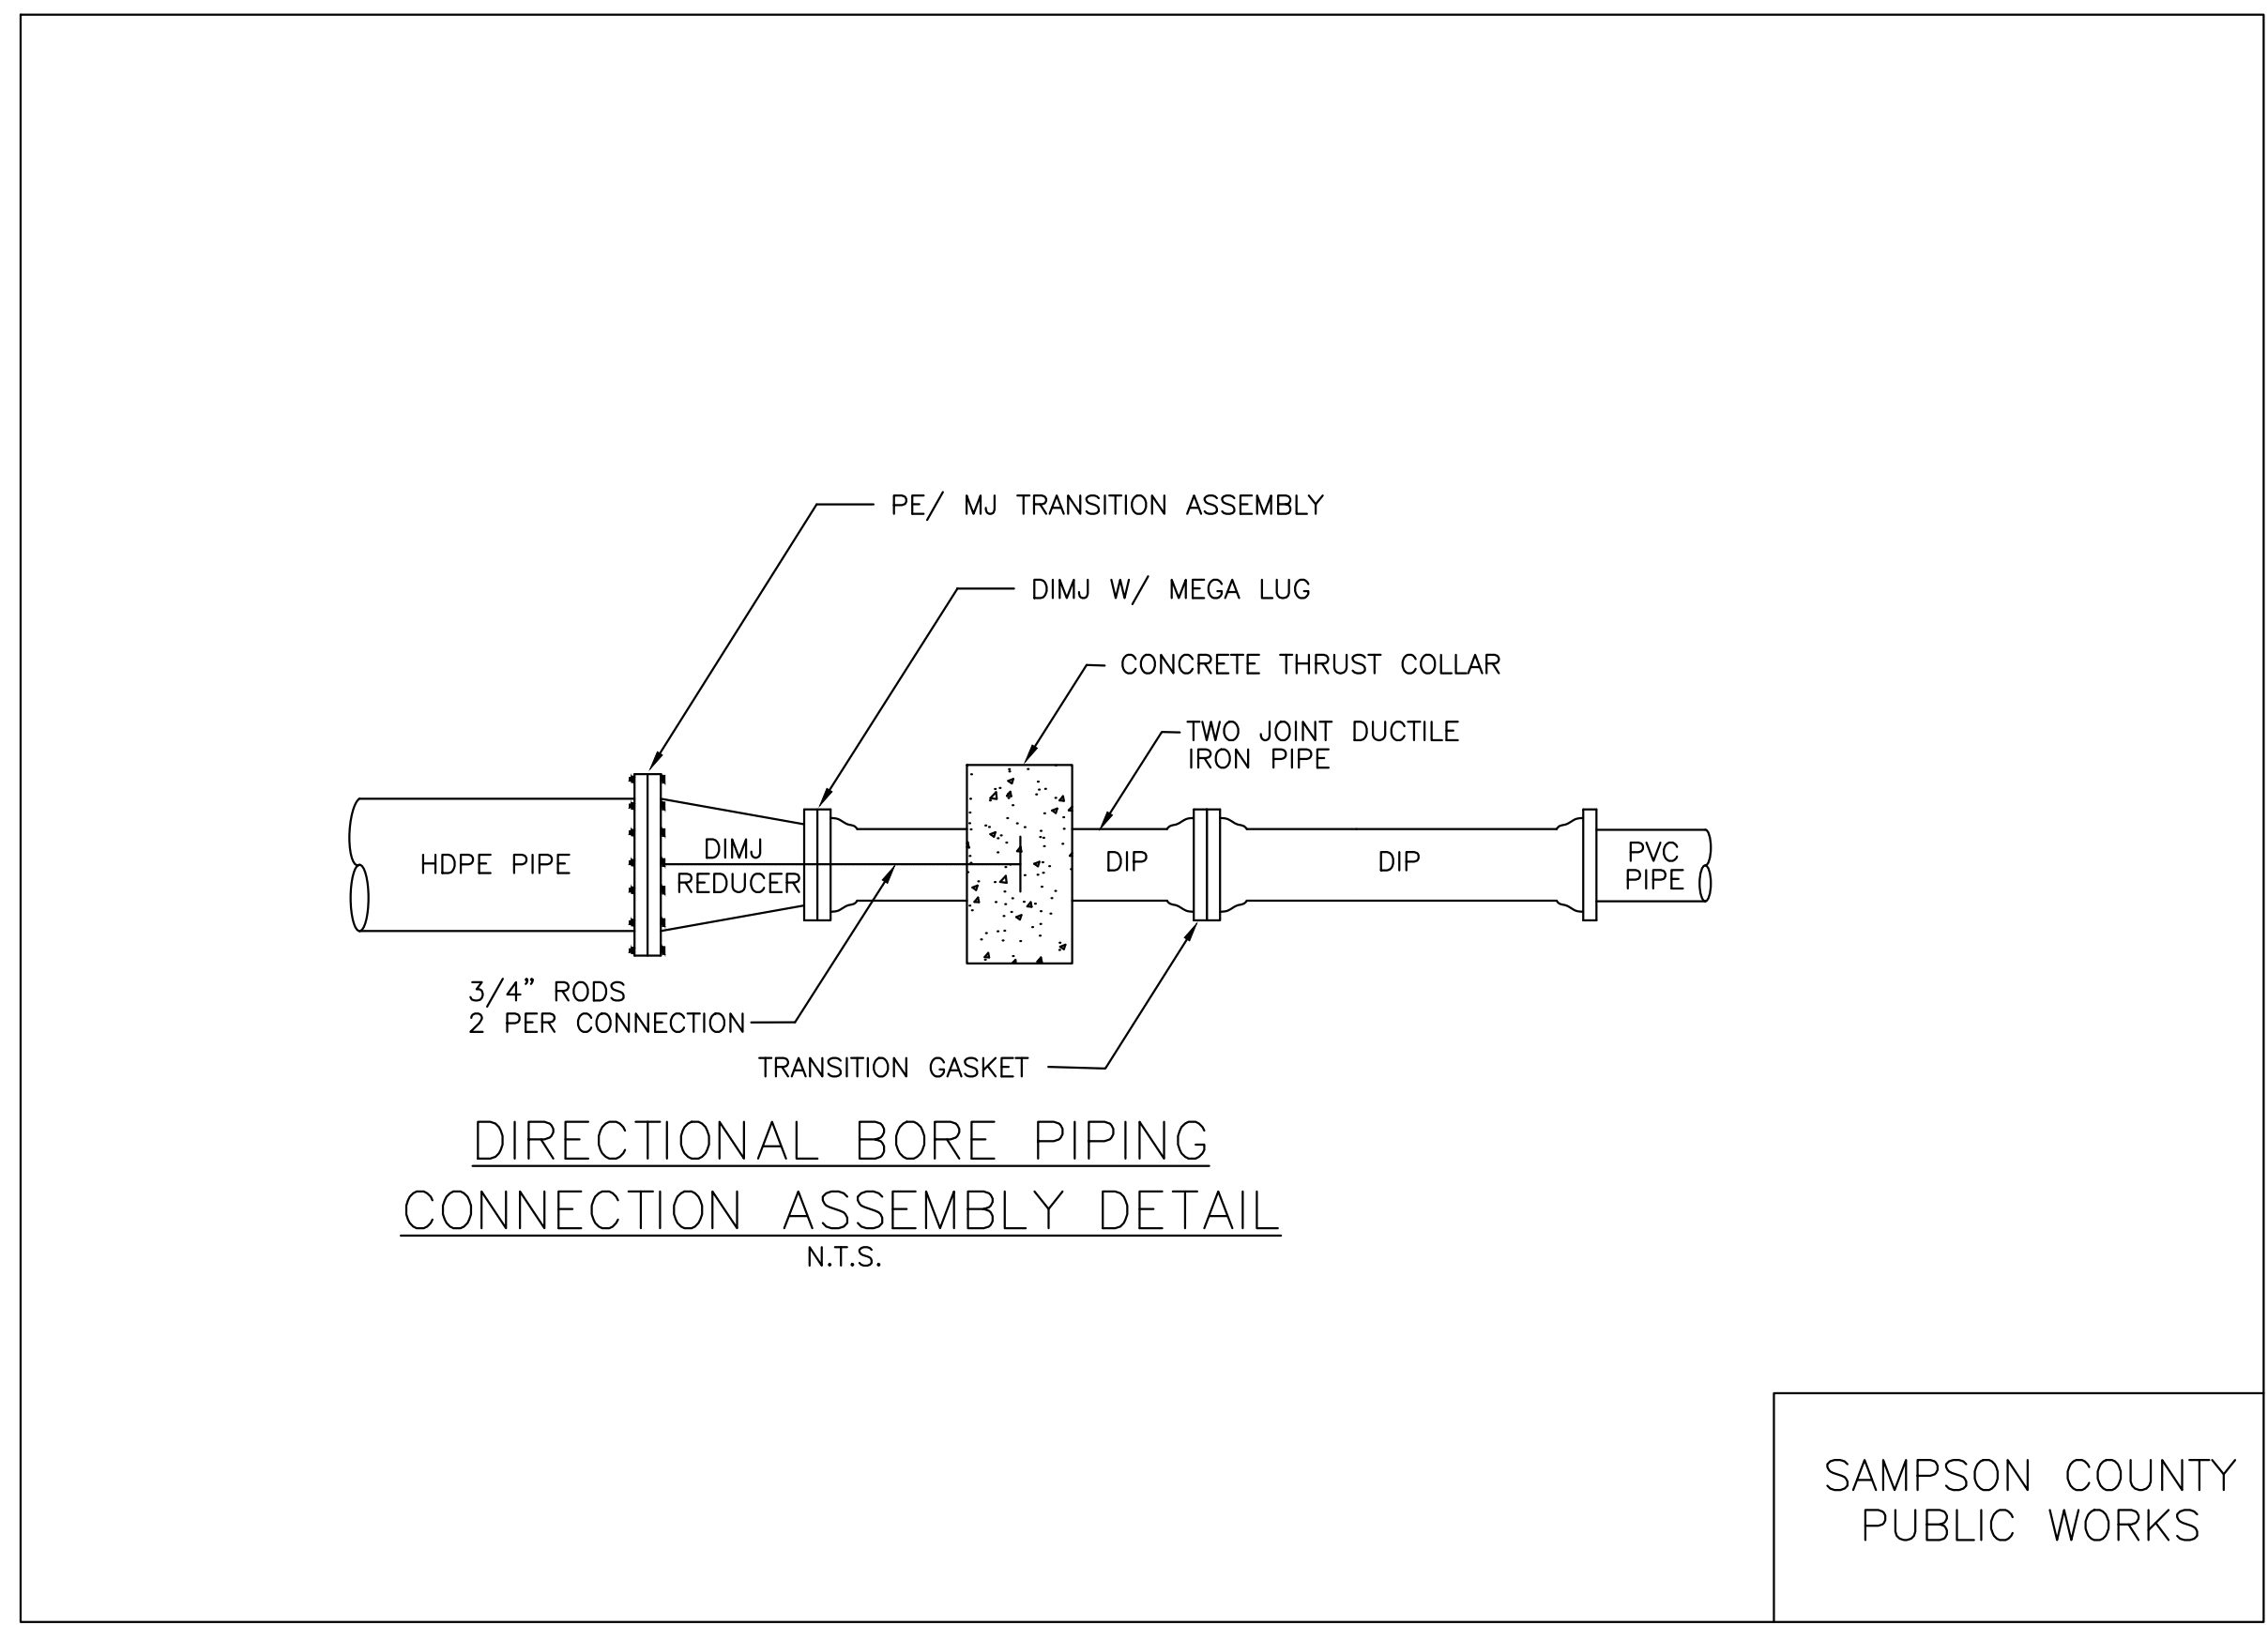 PE/ MJ TRANSITION ASSEMBLY
DIMJ W/ MEGA LUG
CONCRETE THRUST COLLAR
TWO JOINT DUCTILE
IRON PIPE
HDPE PIPE
DIMJ
REDUCER
DIP
DIP
PVC
PIPE
3/4" RODS
2 PER CONNECTION
TRANSITION GASKET
DIRECTIONAL BORE PIPING
CONNECTION ASSEMBLY DETAIL
N.T.S.
SAMPSON COUNTY
PUBLIC WORKS